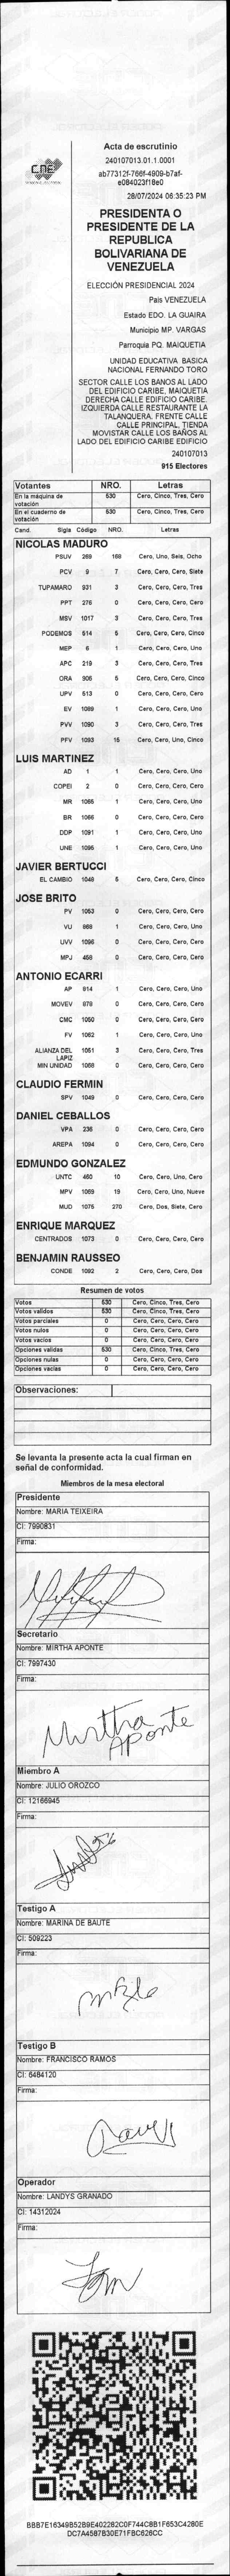 Acta de escrutinio
240107013.01.1.0001
ab77312f-766f-4909-b7af-
e084023f18e0
28/07/2024 06:35:23 PM
CNE
PRESIDENTA O
PRESIDENTE DE LA
REPUBLICA
BOLIVARIANA DE
VENEZUELA
ELECCIÓN PRESIDENCIAL 2024
País VENEZUELA
Estado EDO. LA GUAIRA
Municipio MP. VARGAS
Parroquia PQ. MAIQUETIA
UNIDAD EDUCATIVA BASICA
NACIONAL FERNANDO TORO
SECTOR CALLE LOS BANOS AL LADO
DEL EDIFICIO CARIBE, MAIQUETIA
DERECHA CALLE EDIFICIO CARIBE.
IZQUIERDA CALLE RESTAURANTE LA
TALANQUERA. FRENTE CALLE
CALLE PRINCIPAL. TIENDA
MOVISTAR CALLE LOS BAÑOS AL
LADO DEL EDIFICIO CARIBE EDIFICIO
240107013
915 Electores
Votantes NRO. Letras
En la máquina de votación 530 Cero, Cinco, Tres, Cero
En el cuaderno de votación 530 Cero, Cinco, Tres, Cero
Cand. Sigla Código NRO. Letras
NICOLAS MADURO
PSUV 269 168 Cero, Uno, Seis, Ocho
PCV 9 7 Cero, Cero, Cero, Siete
TUPAMARO 931 3 Cero, Cero, Cero, Tres
PPT 276 0 Cero, Cero, Cero, Cero
MSV 1017 3 Cero, Cero, Cero, Tres
PODEMOS 514 5 Cero, Cero, Cero, Cinco
MEP 6 1 Cero, Cero, Cero, Uno
APC 219 3 Cero, Cero, Cero, Tres
ORA 306 5 Cero, Cero, Cero, Cinco
UPV 513 0 Cero, Cero, Cero, Cero
EV 1089 1 Cero, Cero, Cero, Uno
PVV 1090 3 Cero, Cero, Cero, Tres
PFV 1093 15 Cero, Cero, Uno, Cinco
LUIS MARTINEZ
AD 1 1 Cero, Cero, Cero, Uno
COPEI 2 0 Cero, Cero, Cero, Cero
MR 1065 1 Cero, Cero, Cero, Uno
BR 1066 0 Cero, Cero, Cero, Cero
DDP 1091 1 Cero, Cero, Cero, Uno
UNE 1095 1 Cero, Cero, Cero, Uno
JAVIER BERTUCCI
EL CAMBIO 1048 5 Cero, Cero, Cero, Cinco
JOSE BRITO
PV 1053 0 Cero, Cero, Cero, Cero
VU 868 1 Cero, Cero, Cero, Uno
UVV 1096 0 Cero, Cero, Cero, Cero
MPJ 458 0 Cero, Cero, Cero, Cero
ANTONIO ECARRI
AP 914 1 Cero, Cero, Cero, Uno
MOVEV 979 0 Cero, Cero, Cero, Cero
CMC 1050 0 Cero, Cero, Cero, Cero
FV 1062 1 Cero, Cero, Cero, Uno
ALIANZA DEL LAPIZ 1051 3 Cero, Cero, Cero, Tres
MIN UNIDAD 1068 0 Cero, Cero, Cero, Cero
CLAUDIO FERMIN
SPV 1049 0 Cero, Cero, Cero, Cero
DANIEL CEBALLOS
VPA 236 0 Cero, Cero, Cero, Cero
AREPA 1094 0 Cero, Cero, Cero, Cero
EDMUNDO GONZALEZ
UNTC 460 10 Cero, Cero, Uno, Cero
MPV 1069 19 Cero, Cero, Uno, Nueve
MUD 1075 270 Cero, Dos, Siete, Cero
ENRIQUE MARQUEZ
CENTRADOS 1073 0 Cero, Cero, Cero, Cero
BENJAMIN RAUSSEO
CONDE 1092 2 Cero, Cero, Cero, Dos
Resumen de votos
Votos 530 Cero, Cinco, Tres, Cero
Votos validos 530 Cero, Cinco, Tres, Cero
Votos parciales 0 Cero, Cero, Cero, Cero
Votos nulos 0 Cero, Cero, Cero, Cero
Votos vacíos 0 Cero, Cero, Cero, Cero
Opciones validas 530 Cero, Cinco, Tres, Cero
Opciones nulas 0 Cero, Cero, Cero, Cero
Opciones vacías 0 Cero, Cero, Cero, Cero
Observaciones:
Se levanta la presente acta la cual firman en
señal de conformidad.
Miembros de la mesa electoral
Presidente
Nombre: MARIA TEIXEIRA
CI: 7990831
Firma:
Secretario
Nombre: MIRTHA APONTE
CI: 7997430
Firma:
Mirtha
Aponte
Miembro A
Nombre: JULIO OROZCO
CI: 12166945
Firma:
Testigo A
Nombre: MARINA DE BAUTE
CI: 509223
Firma:
Testigo B
Nombre: FRANCISCO RAMOS
CI: 6484120
Firma:
Operador
Nombre: LANDYS GRANADO
CI: 14312024
Firma:
BBB7E16349B52B9E402282C0F744C8B1F653C4280E
DC7A4587B30E71FBC626CC